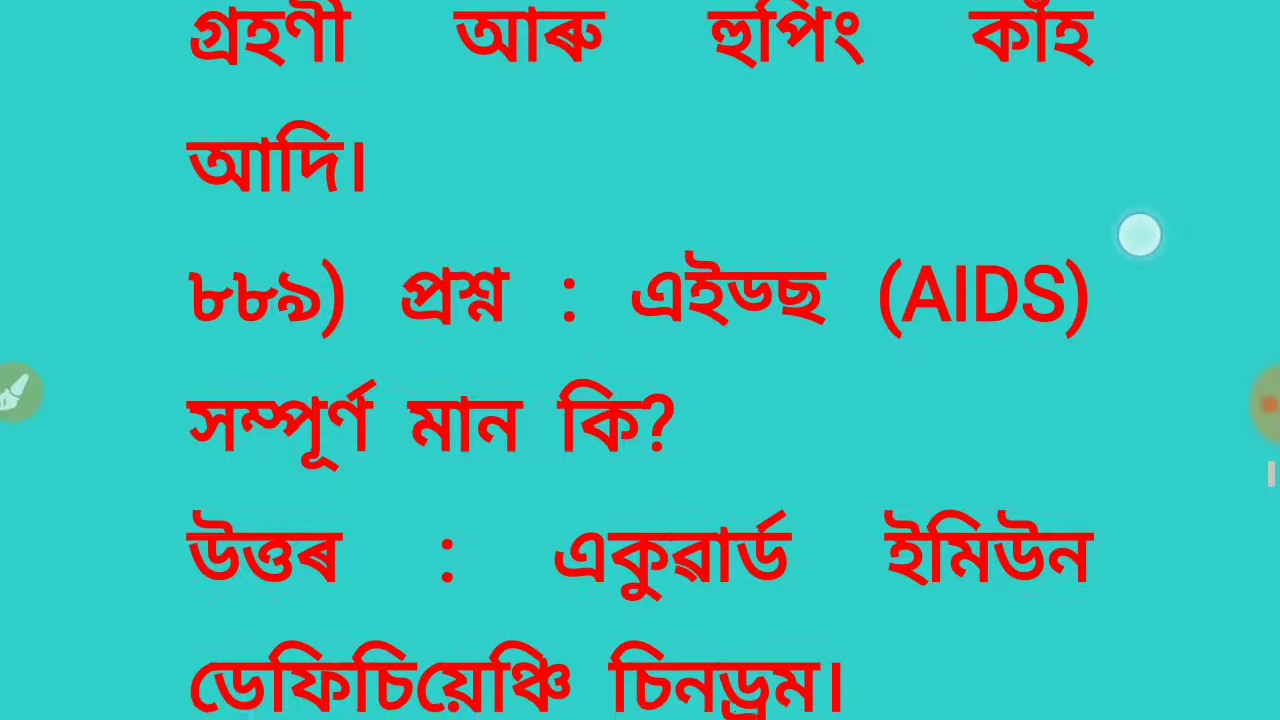 গ্ৰহণী আৰু হুপিং কাঁহ
আদি।
৮৮৯) প্ৰশ্ন : এইডছ (AIDS)
সম্পূৰ্ণ মান কি?
উত্তৰ : একুৱাৰ্ড ইমিউন
ডেফিচিয়েঞ্চি চিনড্ৰম।